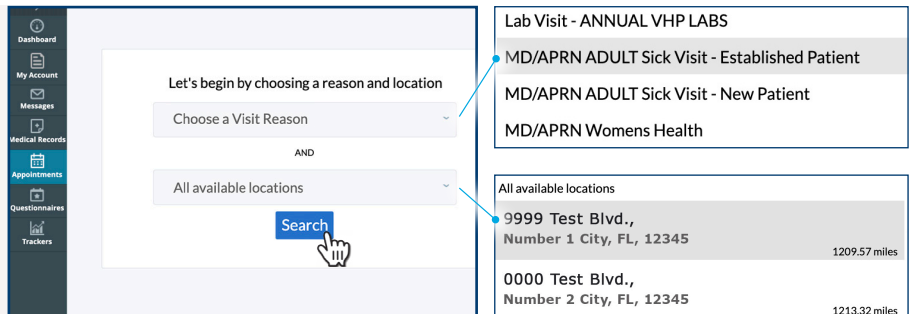 Dashboard
My Account
Messages
Medical Records
Appointments
Questionnaires
Trackers
Let's begin by choosing a reason and location
Choose a Visit Reason
AND
All available locations
Search
Lab Visit - ANNUAL VHP LABS
MD/APRN ADULT Sick Visit - Established Patient
MD/APRN ADULT Sick Visit - New Patient
MD/APRN Womens Health
All available locations
9999 Test Blvd.,
Number 1 City, FL, 12345
1209.57 miles
0000 Test Blvd.,
Number 2 City, FL, 12345
1213.32 miles